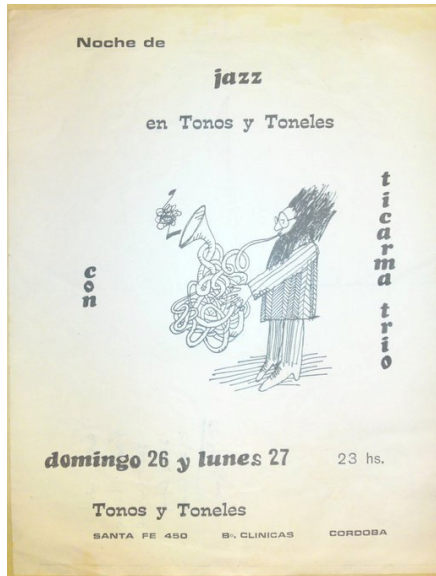 Noche de
jazz
en Tonos y Toneles
con
ticarma trio
domingo 26 y lunes 27 23 hs.
Tonos y Toneles
SANTA FE 450 Bo. CLINICAS CORDOBA